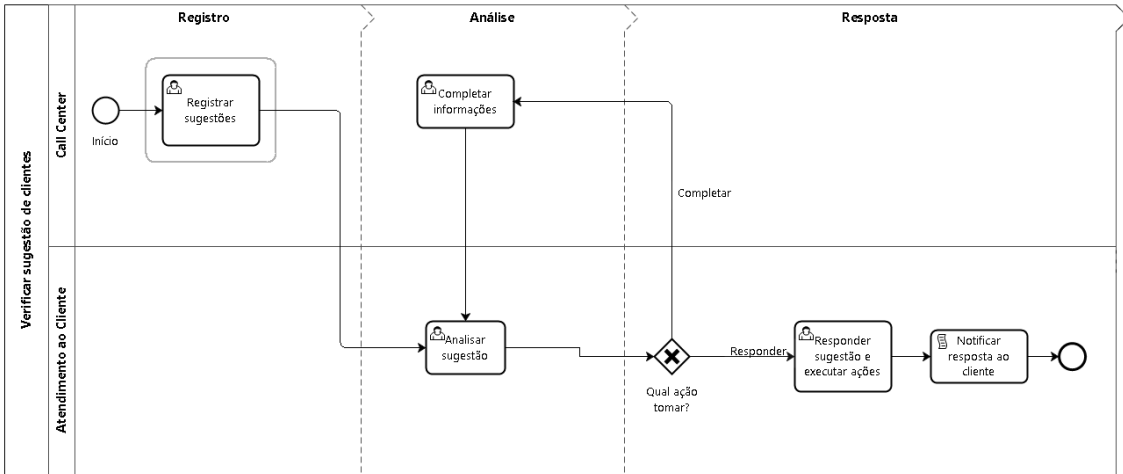 Registro
Análise
Resposta
Verificar sugestão de clientes
Call Center
Início
Registrar
sugestões
Completar
informações
Completar
Atendimento ao Cliente
Analisar
sugestão
Qual ação
tomar?
Responder
Responder
sugestão e
executar ações
Notificar
resposta ao
cliente